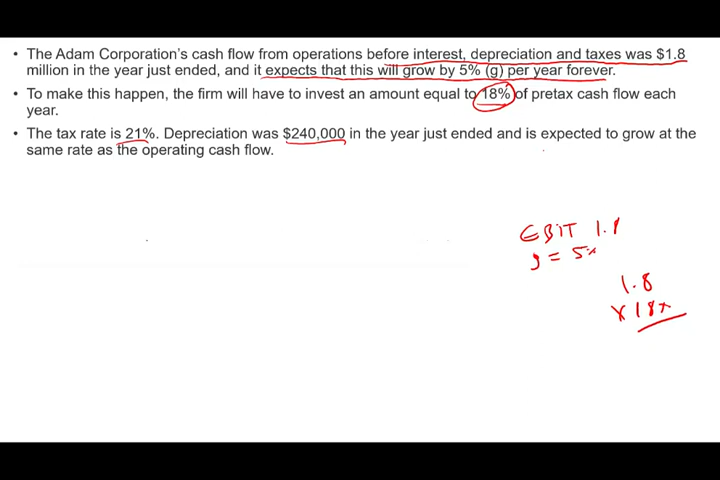 • The Adam Corporation's cash flow from operations before interest, depreciation and taxes was $1.8
million in the year just ended, and it expects that this will grow by 5% (g) per year forever.
• To make this happen, the firm will have to invest an amount equal to 18% of pretax cash flow each
year.
• The tax rate is 21%. Depreciation was $240,000 in the year just ended and is expected to grow at the
same rate as the operating cash flow.
EBIT 1.8
g = 5%
1.8
x 18%